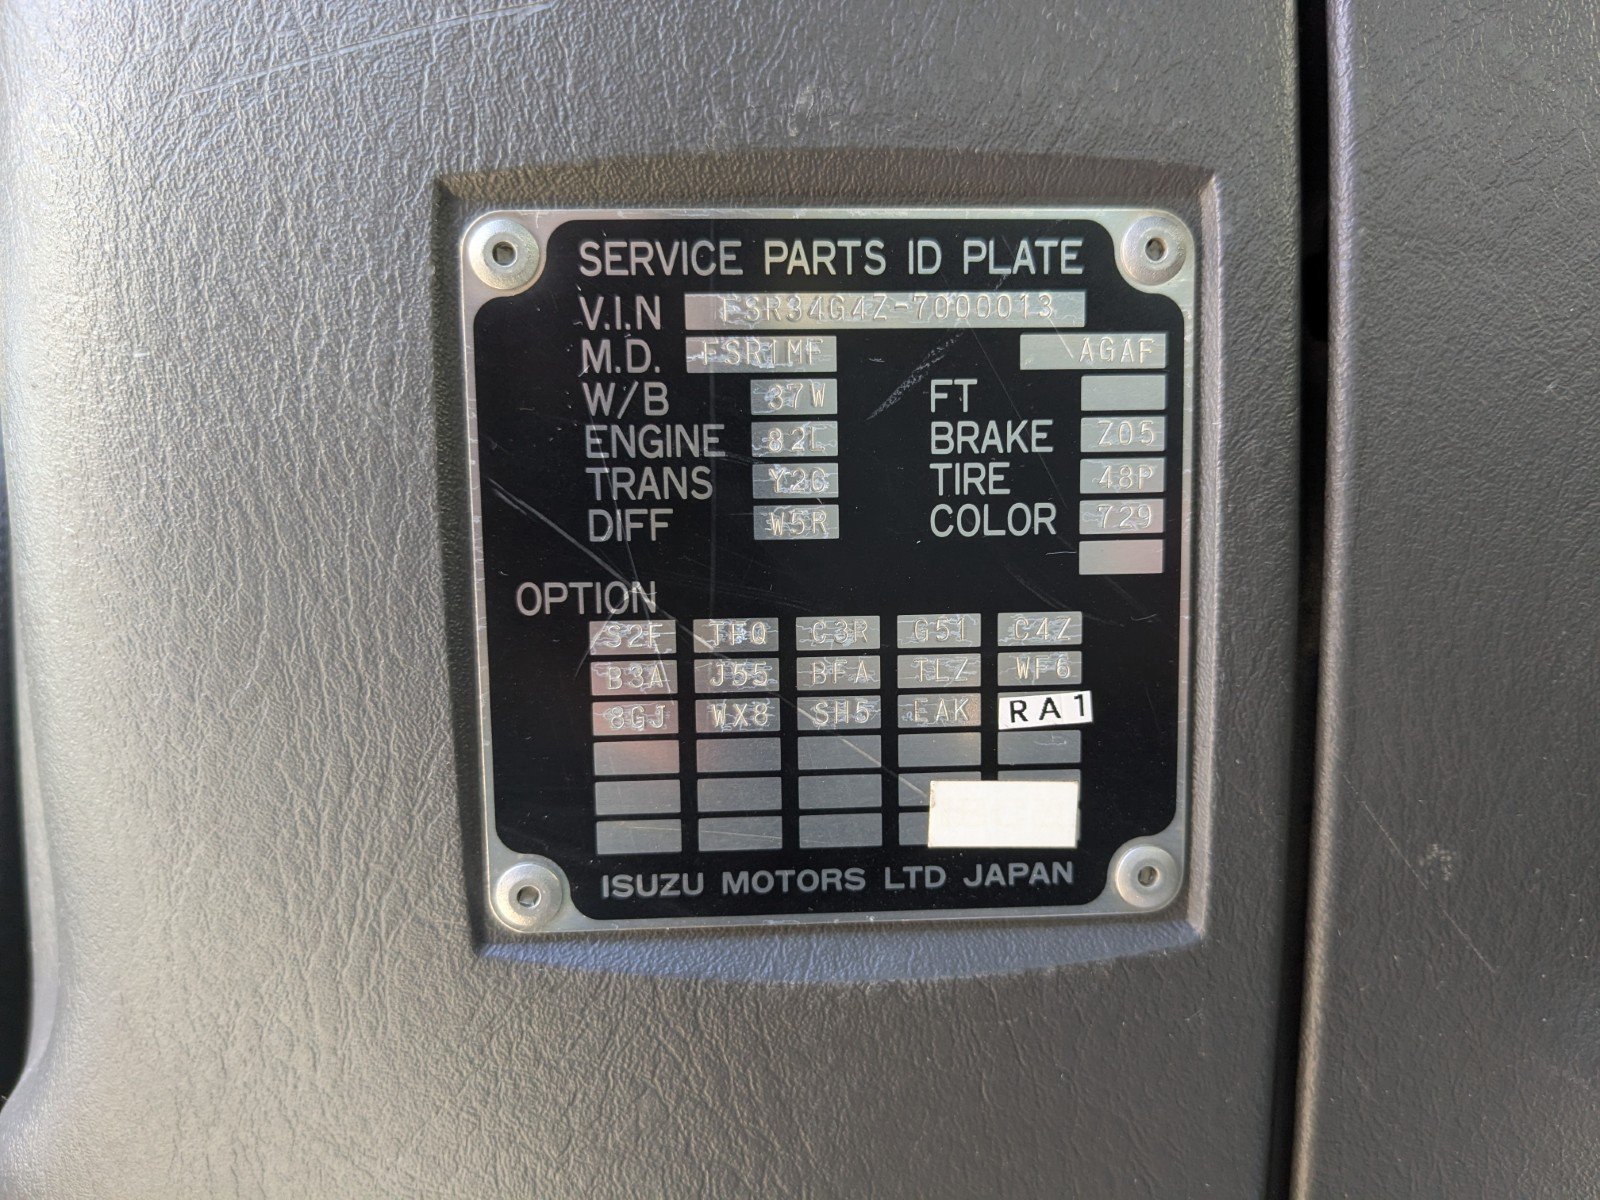 SERVICE PARTS ID PLATE
V.I.N FSR34G4Z-7000013
M.D. FSR1MF AGAF
W/B 37W FT
ENGINE 82L BRAKE Z05
TRANS Y2G TIRE 48P
DIFF W5R COLOR 729
OPTION
S2F JFQ C3R G51 C4Z
B3A J55 BFA TLZ WF6
8GJ WX8 SH5 EAK RA1
ISUZU MOTORS LTD JAPAN